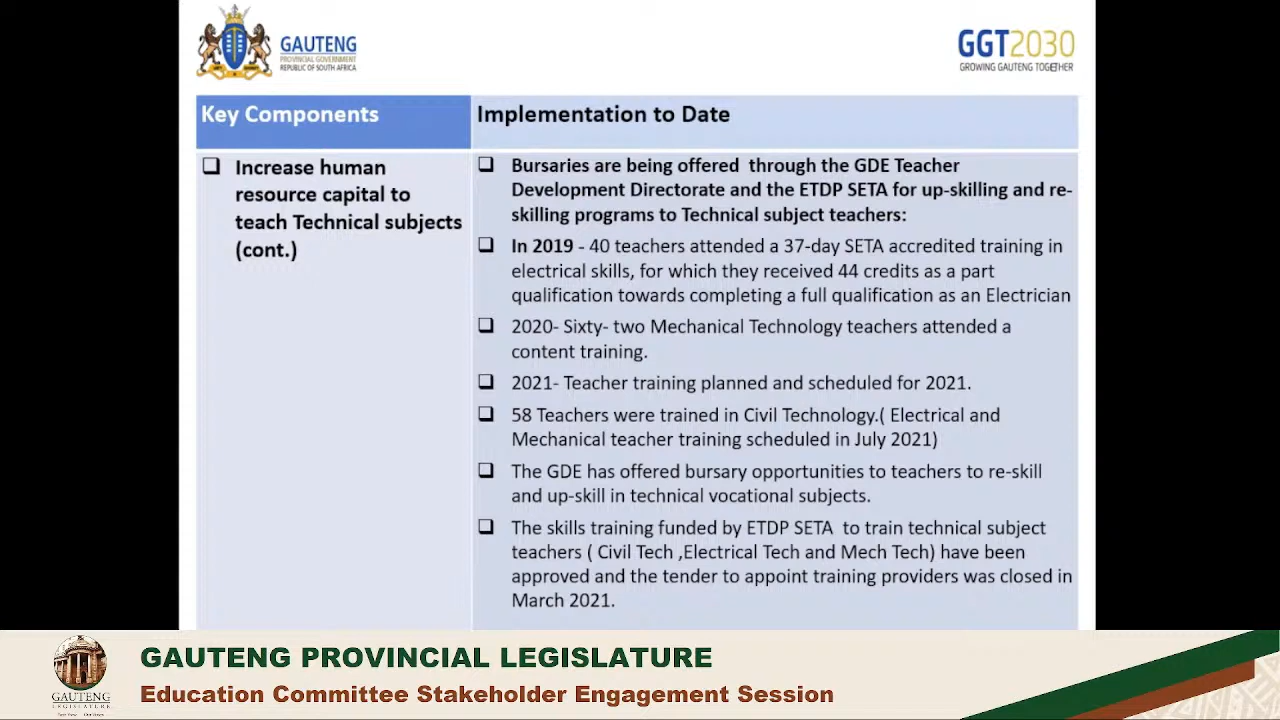 GAUTENG
PROVINCIAL GOVERNMENT
REPUBLIC OF SOUTH AFRICA
GGT2030
GROWING GAUTENG TOGETHER
Key Components
Implementation to Date
❑ Increase human
resource capital to
teach Technical subjects
(cont.)
❑ Bursaries are being offered through the GDE Teacher
Development Directorate and the ETDP SETA for up-skilling and re-
skilling programs to Technical subject teachers:
❑ In 2019 - 40 teachers attended a 37-day SETA accredited training in
electrical skills, for which they received 44 credits as a part
qualification towards completing a full qualification as an Electrician
❑ 2020- Sixty- two Mechanical Technology teachers attended a
content training.
❑ 2021- Teacher training planned and scheduled for 2021.
❑ 58 Teachers were trained in Civil Technology.( Electrical and
Mechanical teacher training scheduled in July 2021)
❑ The GDE has offered bursary opportunities to teachers to re-skill
and up-skill in technical vocational subjects.
❑ The skills training funded by ETDP SETA to train technical subject
teachers ( Civil Tech ,Electrical Tech and Mech Tech) have been
approved and the tender to appoint training providers was closed in
March 2021.
GAUTENG
LEGISLATURE
GAUTENG PROVINCIAL LEGISLATURE
Education Committee Stakeholder Engagement Session